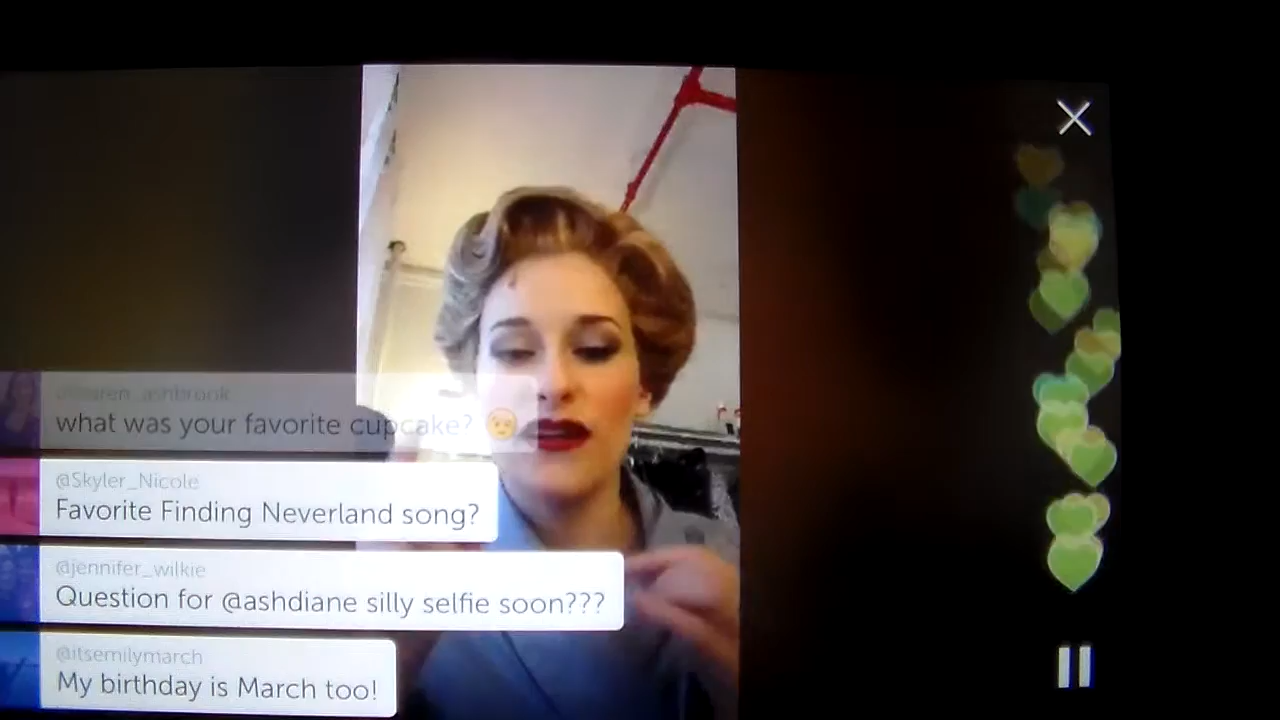 what was your favorite cupcake? 😟
@Skyler_Nicole
Favorite Finding Neverland song?
@jennifer_wilkie
Question for @ashdiane silly selfie soon???
@itsemilymarch
My birthday is March too!